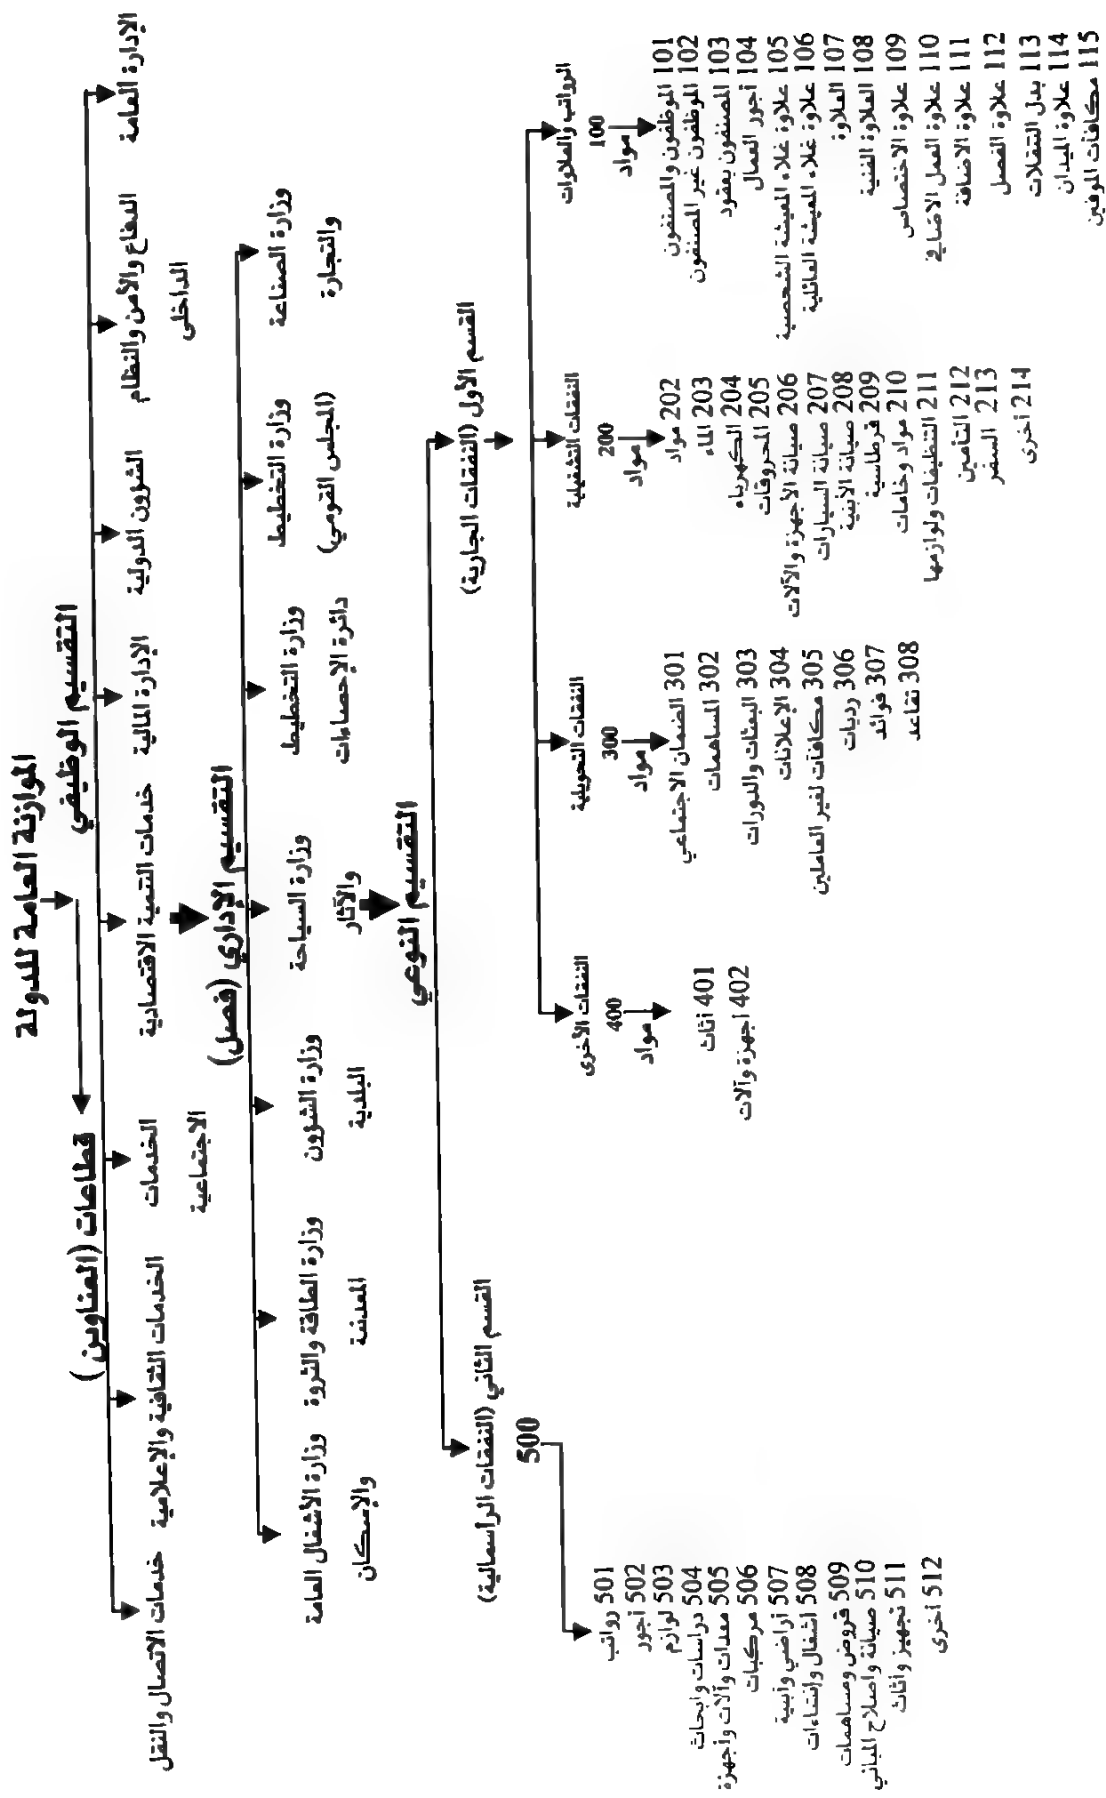 الموازنة العامة للدولة
التقسيم الوظيفي
قطاعات (العناوين)
الإدارة العامة
الدفاع والأمن والنظام
الداخلي
الشؤون الدولية
الإدارة المالية
خدمات التنمية الاقتصادية
الخدمات
الاجتماعية
الخدمات الثقافية والإعلامية
خدمات الاتصال والنقل
التقسيم الإداري (فصل)
وزارة الصناعة
والتجارة
وزارة التخطيط
(المجلس القومي)
وزارة التخطيط
دائرة الإحصاءات
وزارة السياحة
والآثار
وزارة الشؤون
البلدية
وزارة الطاقة والثروة
المعدنية
وزارة الأشغال العامة
والإسكان
التقسيم النوعي
القسم الأول (النفقات الجارية)
القسم الثاني (النفقات الرأسمالية)
500
الرواتب والعلاوات
100
مواد
101 الموظفون والمصنفون
102 الموظفون غير المصنفون
103 المصنفون بعقود
104 أجور العمال
105 علاوة غلاء المعيشة الشخصية
106 علاوة غلاء المعيشة العائلية
107 العلاوة
108 العلاوة الفنية
109 علاوة الاختصاص
110 علاوة العمل الاضافي
111 علاوة الاضافة
112 علاوة الفصل
113 بدل التنقلات
114 علاوة الميدان
115 مكافآت الموفين
النفقات التشغيلية
200
مواد
202 مواد
203 الماء
204 الكهرباء
205 المحروقات
206 صيانة الأجهزة والآلات
207 صيانة السيارات
208 صيانة الأبنية
209 قرطاسية
210 مواد وخامات
211 التنظيفات ولوازمها
212 التأمين
213 السفر
214 أخرى
النفقات التحويلية
300
مواد
301 الضمان الاجتماعي
302 المساهمات
303 البعثات والدورات
304 الإعلانات
305 مكافآت لغير العاملين
306 رديات
307 فوائد
308 تقاعد
النفقات الأخرى
400
مواد
401 أثاث
402 أجهزة وآلات
501 رواتب
502 أجور
503 لوازم
504 دراسات وابحاث
505 معدات وآلات وأجهزة
506 مركبات
507 أراضي وأبنية
508 اشغال وإنشاءات
509 قروض ومساهمات
510 صيانة واصلاح المباني
511 تجهيز وأثاث
512 أخرى